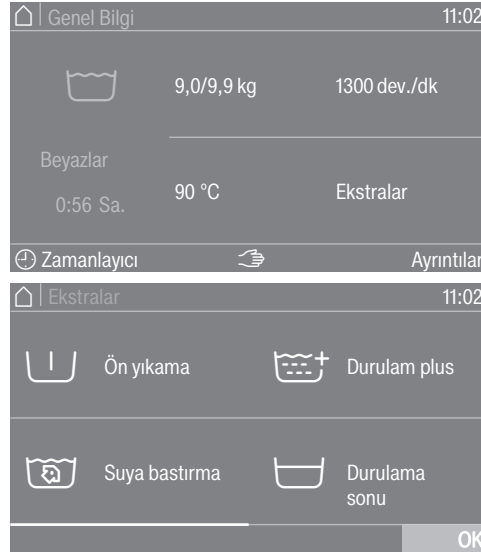 Genel Bilgi 11:02
9,0/9,9 kg 1300 dev./dk
Beyazlar
0:56 Sa.
90 °C Ekstralar
Zamanlayıcı Ayrıntılar
Ekstralar 11:02
Ön yıkama Durulam plus
Suya bastırma Durulama
sonu
OK